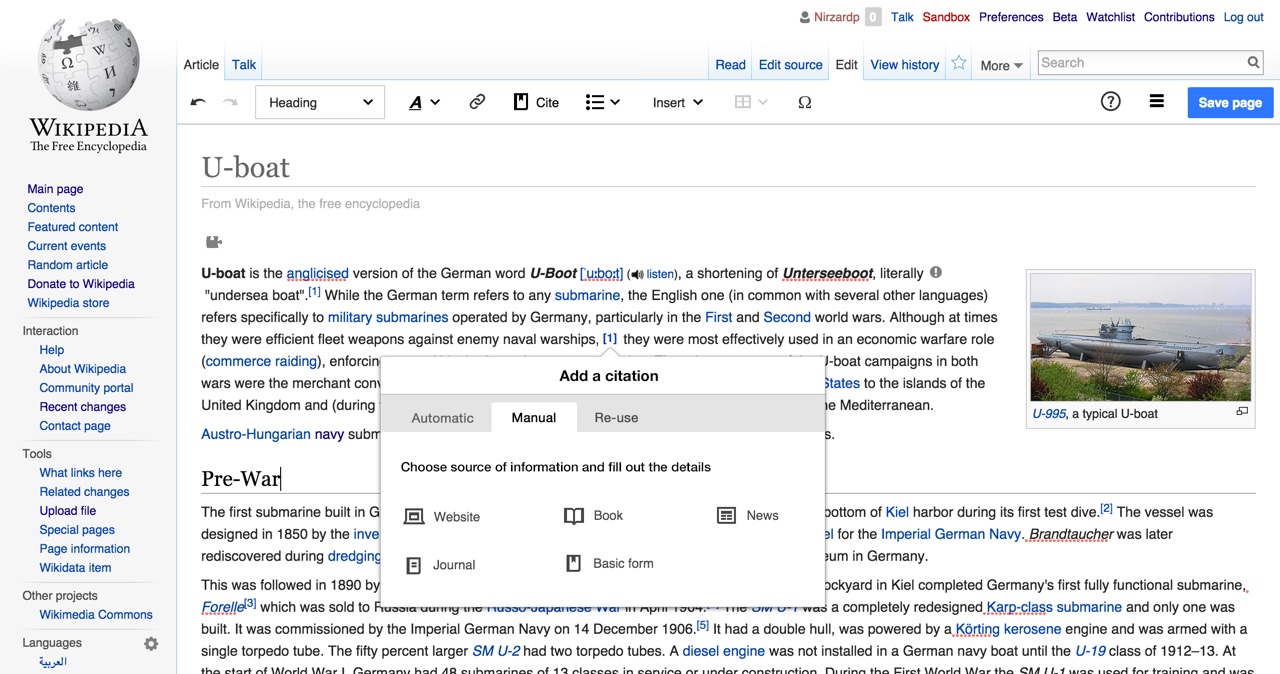 Nirzardp 0 Talk Sandbox Preferences Beta Watchlist Contributions Log out
Article Talk Read Edit source Edit View history More Search
Heading A Cite Insert Ω ? Save page
WIKIPEDIA
The Free Encyclopedia
Main page
Contents
Featured content
Current events
Random article
Donate to Wikipedia
Wikipedia store
Interaction
Help
About Wikipedia
Community portal
Recent changes
Contact page
Tools
What links here
Related changes
Upload file
Special pages
Page information
Wikidata item
Other projects
Wikimedia Commons
Languages
العربية
U-boat
From Wikipedia, the free encyclopedia
U-boat is the anglicised version of the German word U-Boot [ˈuːboːt] (listen), a shortening of Unterseeboot, literally
"undersea boat".[1] While the German term refers to any submarine, the English one (in common with several other languages)
refers specifically to military submarines operated by Germany, particularly in the First and Second world wars. Although at times
they were efficient fleet weapons against enemy naval warships, [1] they were most effectively used in an economic warfare role
(commerce raiding), enforcin U-boat campaigns in both
wars were the merchant conv States to the islands of the
United Kingdom and (during e Mediterranean.
Austro-Hungarian navy subm s.
U-995, a typical U-boat
Add a citation
Automatic Manual Re-use
Choose source of information and fill out the details
Website Book News
Journal Basic form
Pre-War
The first submarine built in G bottom of Kiel harbor during its first test dive.[2] The vessel was
designed in 1850 by the inve el for the Imperial German Navy. Brandtaucher was later
rediscovered during dredging um in Germany.
This was followed in 1890 by ockyard in Kiel completed Germany's first fully functional submarine,
Forelle[3] which was sold to Russia during the Russo-Japanese War in April 1904. The SM U-1 was a completely redesigned Karp-class submarine and only one was
built. It was commissioned by the Imperial German Navy on 14 December 1906.[5] It had a double hull, was powered by a Körting kerosene engine and was armed with a
single torpedo tube. The fifty percent larger SM U-2 had two torpedo tubes. A diesel engine was not installed in a German navy boat until the U-19 class of 1912–13. At
the start of World War I, Germany had 48 submarines of 13 classes in service or under construction. During the First World War the SM U-1 was used for training and was